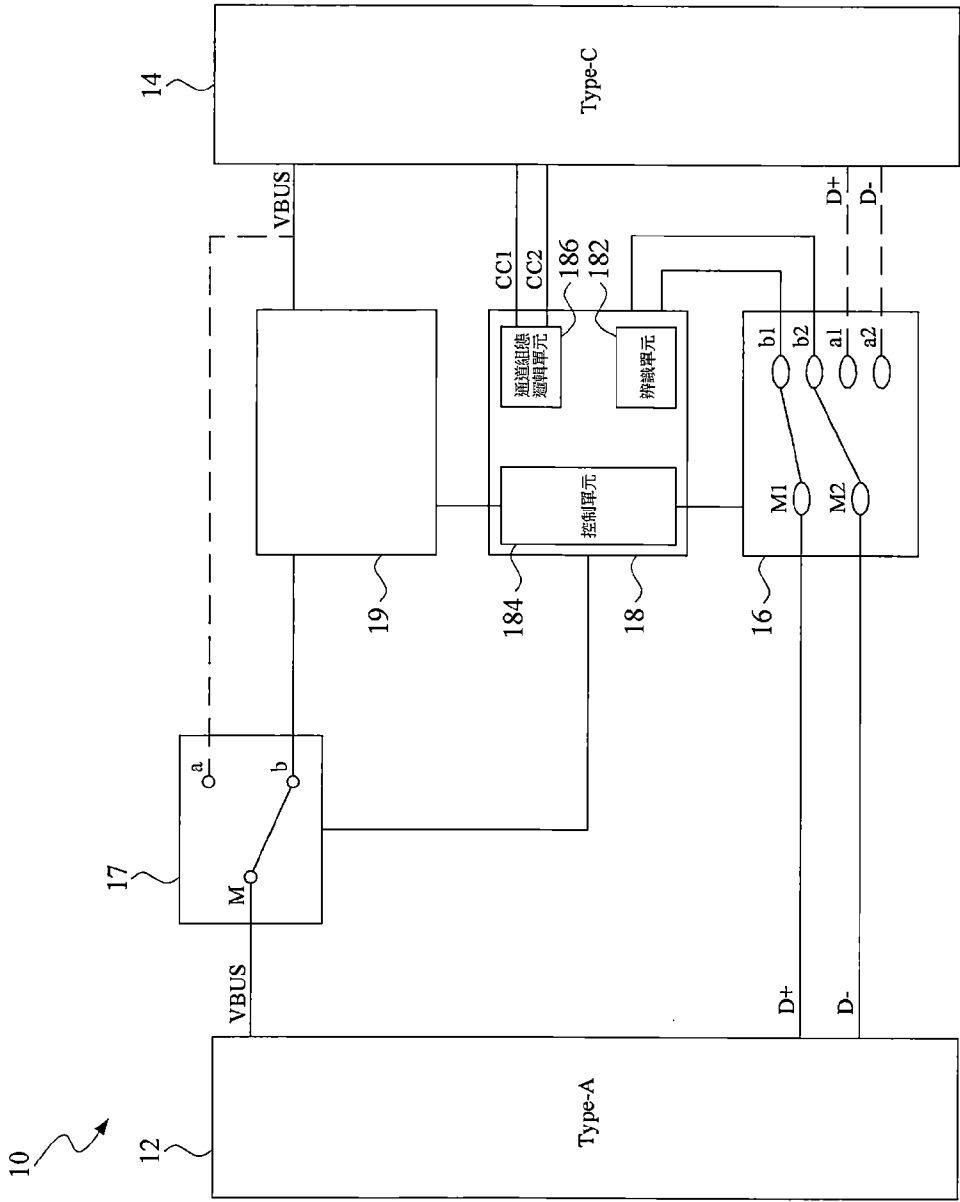 10
12
Type-A
VBUS
D+
D-
17
M
a
b
19
184
控制單元
18
通道組態
邏輯單元
辨識單元
CC1
CC2
186
182
16
M1
M2
b1
b2
a1
a2
VBUS
D+
D-
14
Type-C